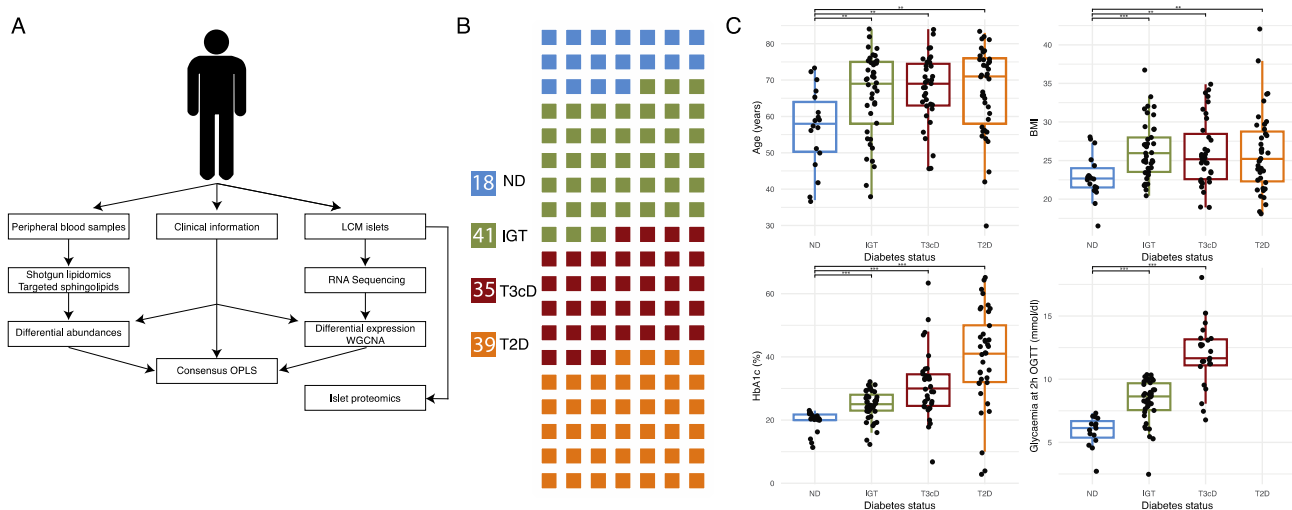 A
Peripheral blood samples
Clinical information
LCM islets
Shotgun lipidomics
Targeted sphingolipids
RNA Sequencing
Differential abundances
Differential expression
WGCNA
Consensus OPLS
Islet proteomics
B
18 ND
41 IGT
35 T3cD
39 T2D
C
**
**
**
Age (years)
80
70
60
50
40
30
ND IGT T3cD T2D
Diabetes status
**
**
***
BMI
40
35
30
25
20
ND IGT T3cD T2D
Diabetes status
***
***
***
HbA1c (%)
60
40
20
0
ND IGT T3cD T2D
Diabetes status
***
***
Glycaemia at 2h OGTT (mmol/dl)
15
10
5
ND IGT T3cD T2D
Diabetes status